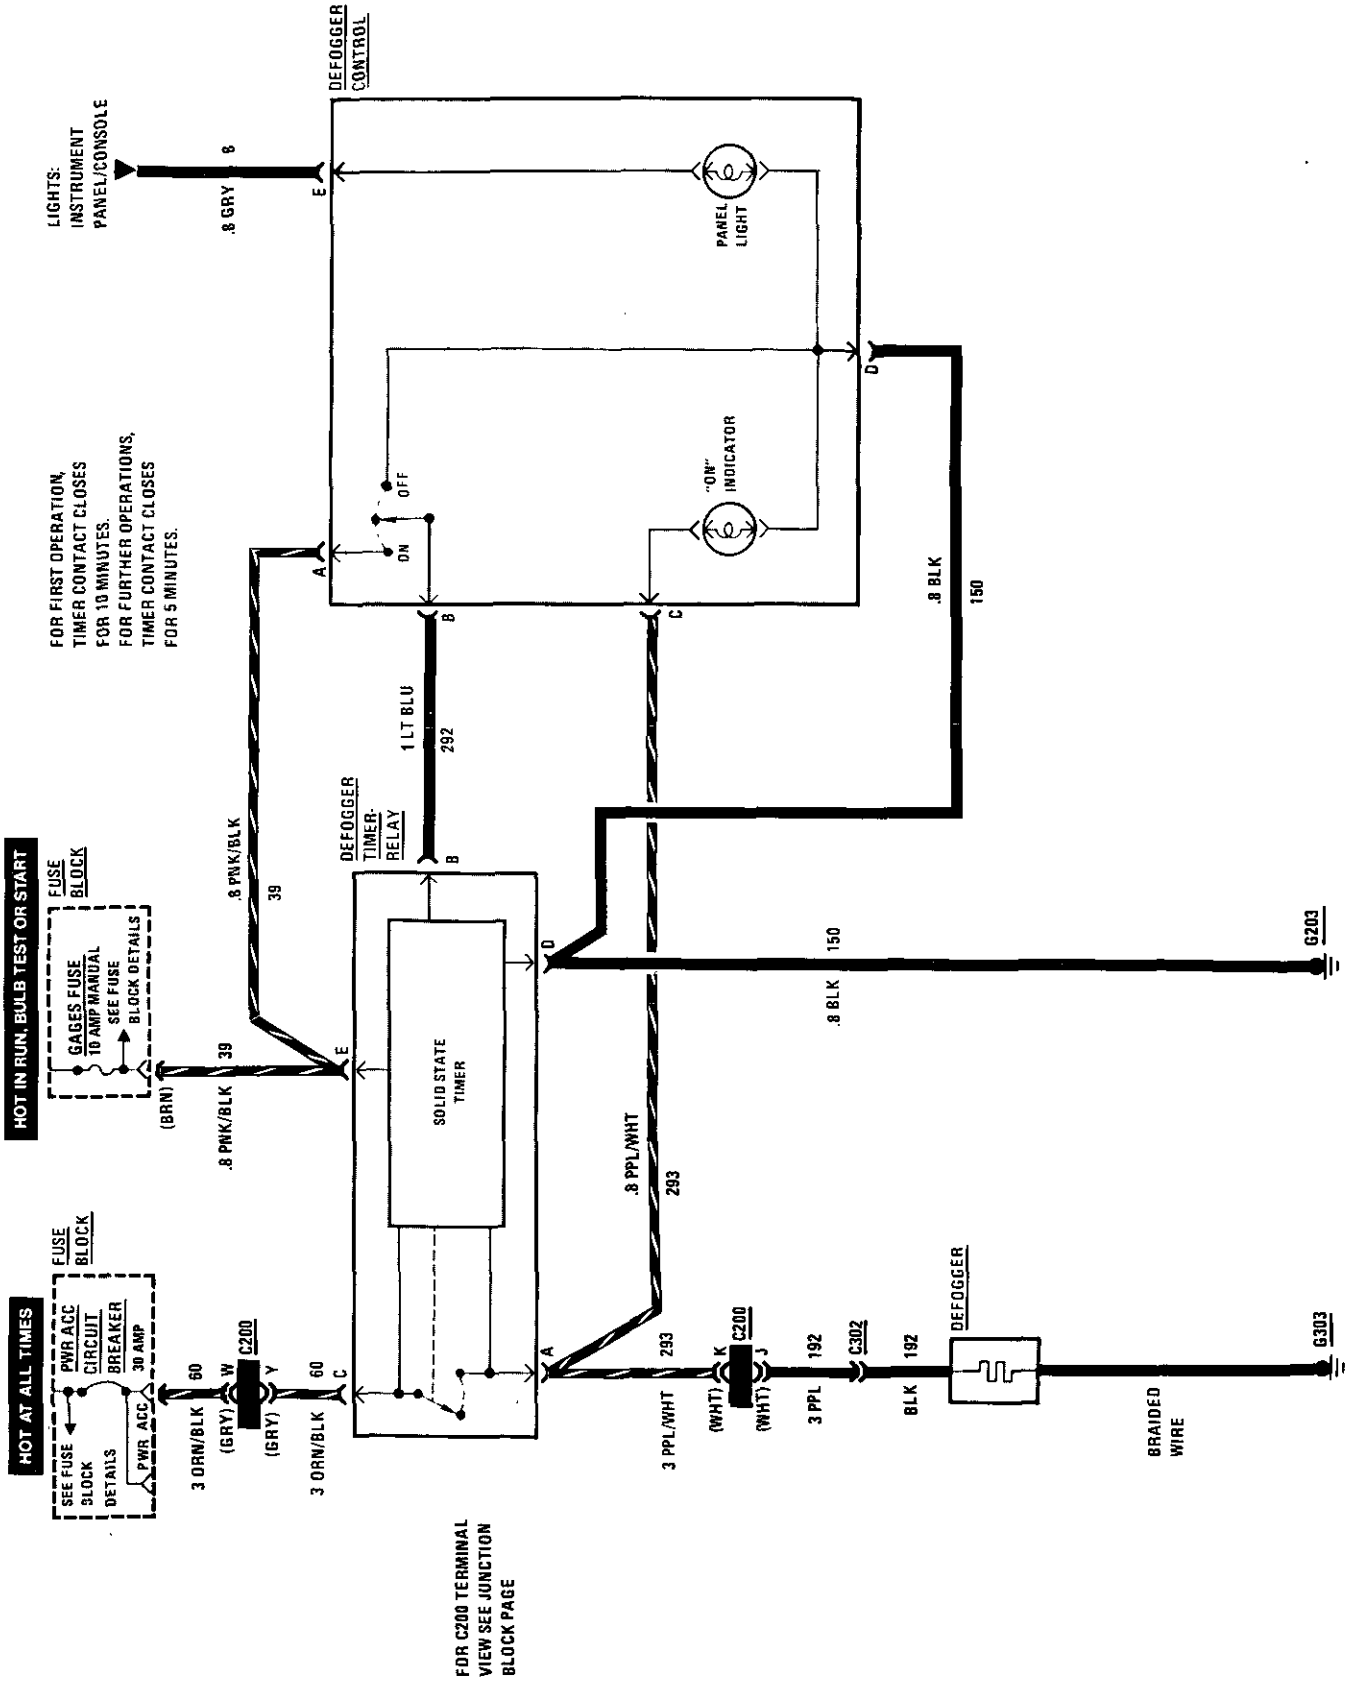 HOT AT ALL TIMES
FUSE
BLOCK
PWR ACC
CIRCUIT
BREAKER
30 AMP
SEE FUSE
BLOCK
DETAILS
PWR ACC
3 ORN/BLK 60
(GRY) W
C200
(GRY) Y
3 ORN/BLK 60
C
HOT IN RUN, BULB TEST OR START
FUSE
BLOCK
GAGES FUSE
10 AMP MANUAL
SEE FUSE
BLOCK DETAILS
(BRN)
.8 PNK/BLK 39
E
.8 PNK/BLK
39
FOR FIRST OPERATION,
TIMER CONTACT CLOSES
FOR 10 MINUTES.
FOR FURTHER OPERATIONS,
TIMER CONTACT CLOSES
FOR 5 MINUTES.
LIGHTS:
INSTRUMENT
PANEL/CONSOLE
.8 GRY 8
E
DEFOGGER
CONTROL
A
ON
OFF
B
1 LT BLU
292
B
DEFOGGER
TIMER-
RELAY
SOLID STATE
TIMER
C
"ON"
INDICATOR
PANEL
LIGHT
D
.8 BLK
150
D
.8 BLK 150
G203
A
.8 PPL/WHT
293
3 PPL/WHT 293
(WHT) K
C200
(WHT) J
3 PPL 192
C302
BLK 192
DEFOGGER
BRAIDED
WIRE
G303
FOR C200 TERMINAL
VIEW SEE JUNCTION
BLOCK PAGE